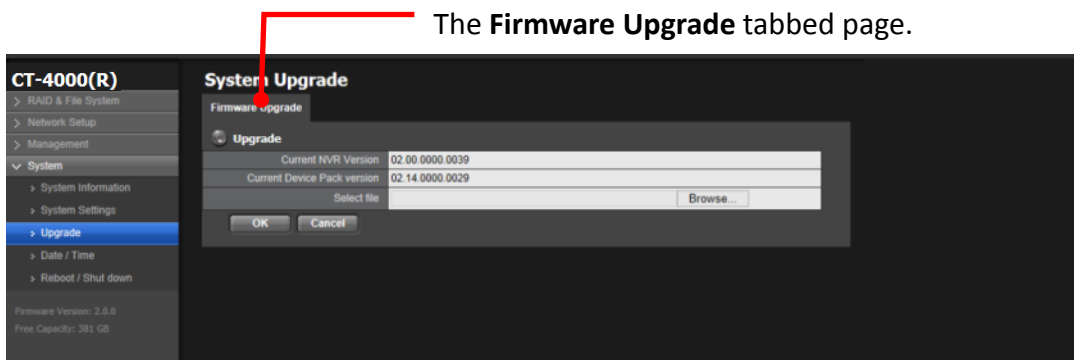 The Firmware Upgrade tabbed page.
CT-4000(R)
> RAID & File System
> Network Setup
> Management
System
> System Information
> System Settings
> Upgrade
> Date / Time
> Reboot / Shut down
Firmware Version: 2.0.0
Free Capacity: 381 GB
System Upgrade
Firmware Upgrade
Upgrade
Current NVR Version 02.00.0000.0039
Current Device Pack version 02.14.0000.0029
Select file Browse...
OK Cancel